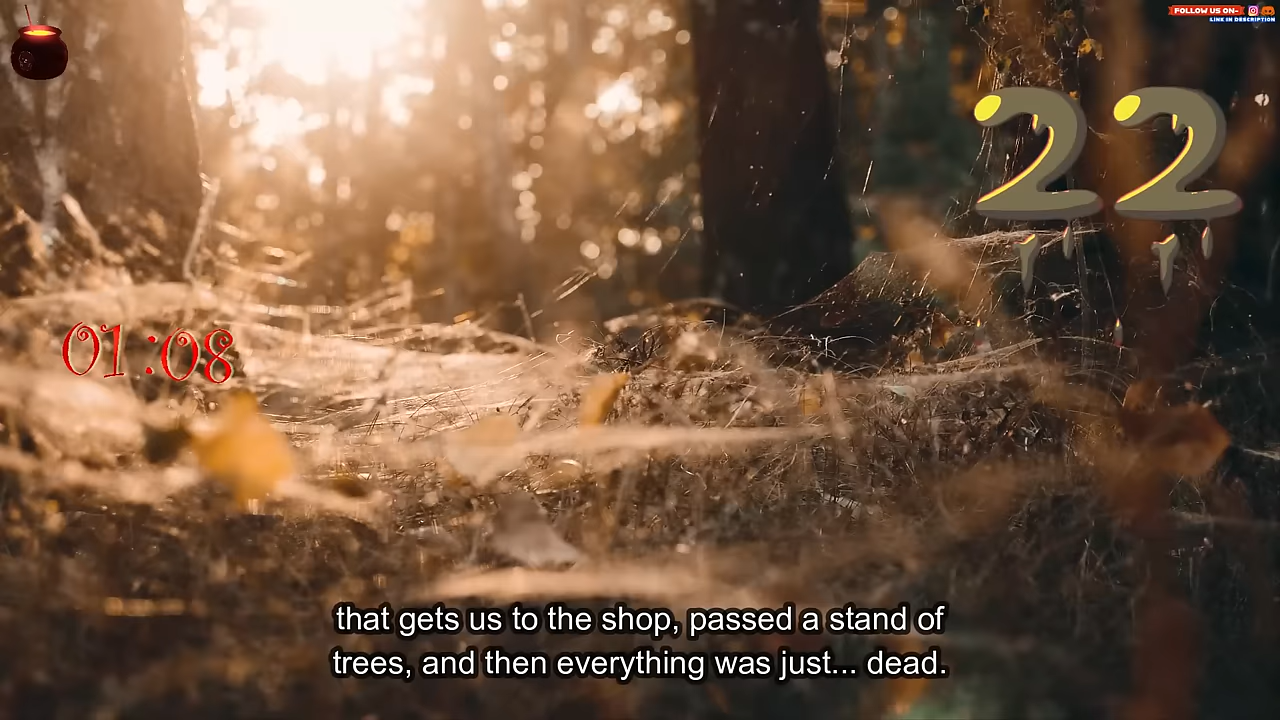 FOLLOW US ON-
LINK IN DESCRIPTION
22
01:08
that gets us to the shop, passed a stand of
trees, and then everything was just... dead.